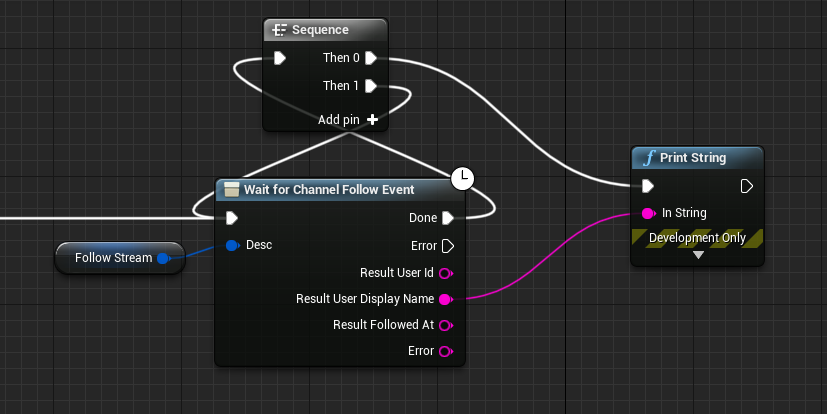 Sequence
Then 0
Then 1
Add pin
Print String
In String
Development Only
Wait for Channel Follow Event
Done
Follow Stream
Desc
Error
Result User Id
Result User Display Name
Result Followed At
Error